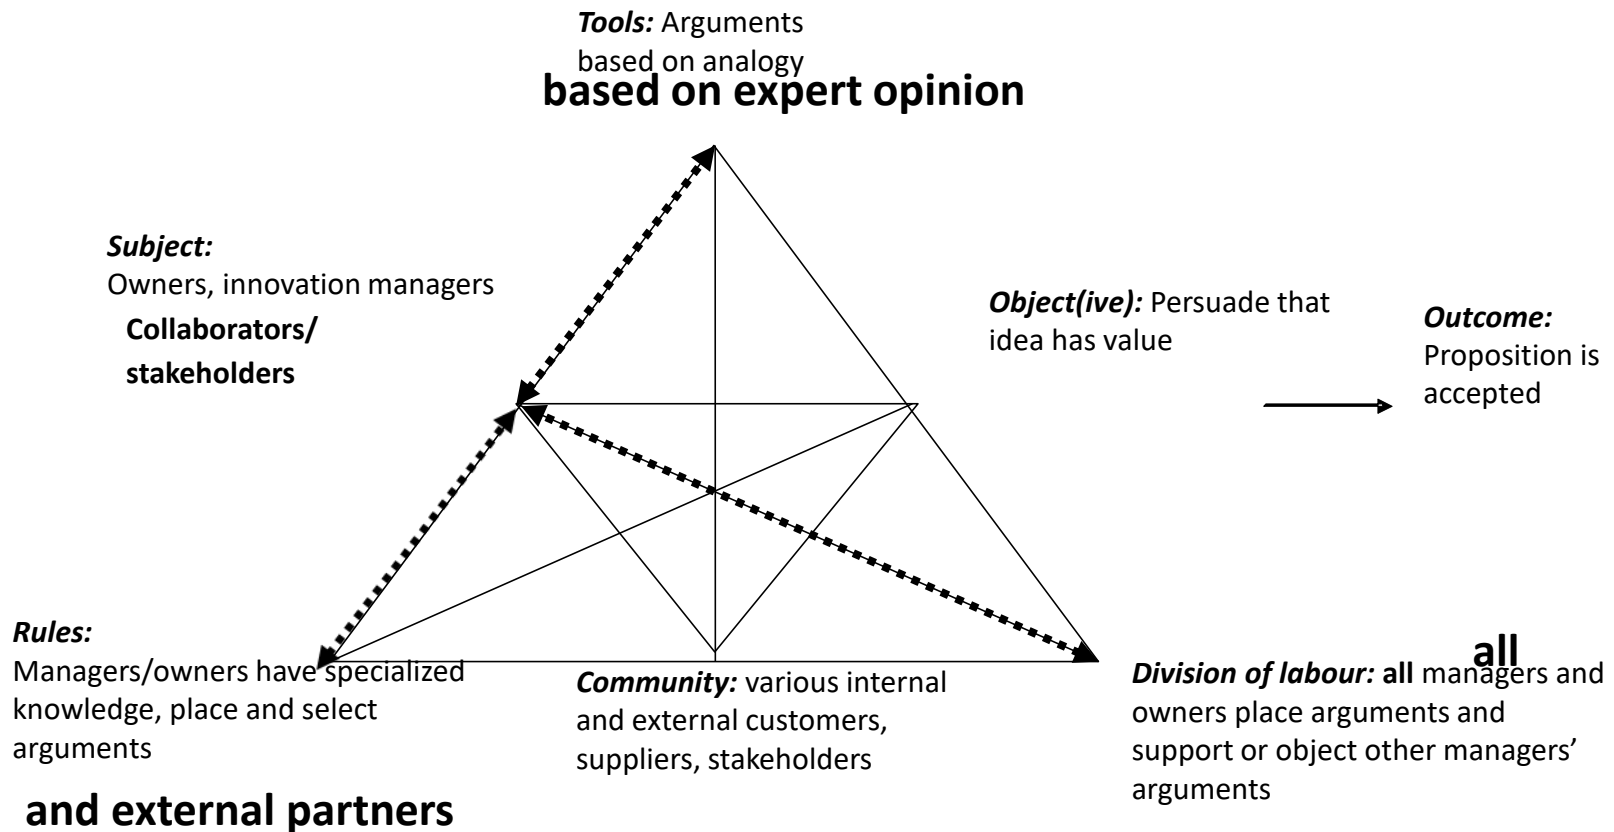 Tools: Arguments
based on analogy
based on expert opinion
Subject:
Owners, innovation managers
Collaborators/
stakeholders
Object(ive): Persuade that
idea has value
Outcome:
Proposition is
accepted
Rules:
Managers/owners have specialized
knowledge, place and select
arguments
and external partners
Community: various internal
and external customers,
suppliers, stakeholders
all
Division of labour: all managers and
owners place arguments and
support or object other managers’
arguments